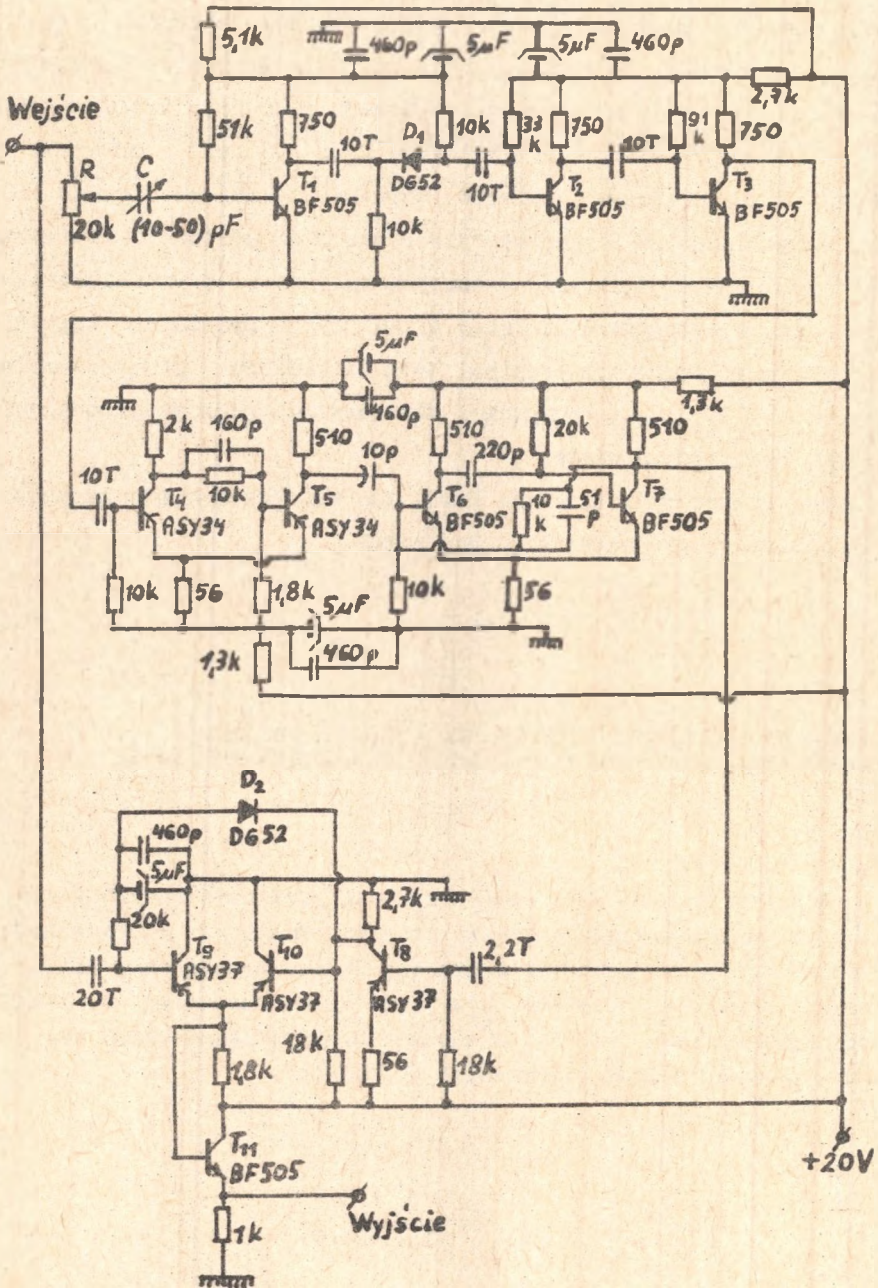 5,1k
460p
5μF
5μF
460p
2,7k
Wejście
51k
750
10T
D1
DG52
10k
10T
33k
750
10T
91k
750
R
20k
C
(10-50)pF
T1
BF505
10k
T2
BF505
T3
BF505
5μF
460p
1,3k
2k
160p
10k
510
10p
510
220p
20k
510
10T
T4
ASY34
T5
ASY34
T6
BF505
10k
51p
T7
BF505
10k
56
1,8k
5μF
460p
10k
56
1,3k
D2
DG52
460p
5μF
20k
2,7k
20T
T9
ASY37
T10
ASY37
T8
ASY37
2,2T
1,8k
18k
56
18k
T11
BF505
+20V
1k
Wyjście